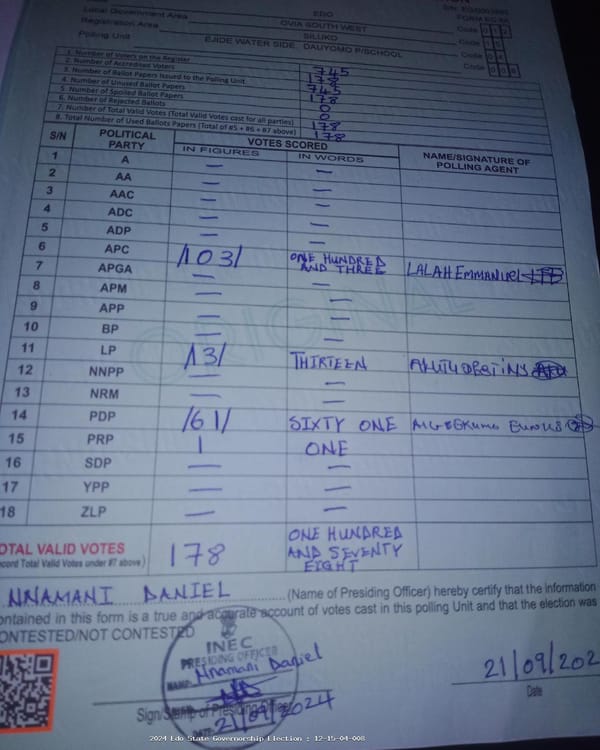 FORM EC 8A
Local Government Area EDO
Registration Area OVIA SOUTH WEST Code
Polling Unit SILUKO Code
EJIDE WATER SIDE, DAUYOMO P/SCHOOL Code
Code
1. Number of Voters on the Register 745
2. Number of Accredited Voters 178
3. Number of Ballot Papers Issued to the Polling Unit 745
4. Number of Unused Ballot Papers 178
5. Number of Spoiled Ballot Papers 0
6. Number of Rejected Ballots 0
7. Number of Total Valid Votes (Total Valid Votes cast for all parties) 178
8. Total Number of Used Ballots Papers (Total of #5 + #6 + #7 above) 178
S/N POLITICAL PARTY VOTES SCORED NAME/SIGNATURE OF POLLING AGENT
IN FIGURES IN WORDS
1 A — —
2 AA — —
3 AAC — —
4 ADC — —
5 ADP — —
6 APC /103/ ONE HUNDRED AND THREE LALAH EMMANUEL
7 APGA — —
8 APM — —
9 APP — —
10 BP — —
11 LP /13/ THIRTEEN
12 NNPP — —
13 NRM — —
14 PDP /61/ SIXTY ONE
15 PRP 1 ONE
16 SDP — —
17 YPP — —
18 ZLP — —
OTAL VALID VOTES 178 ONE HUNDRED AND SEVENTY EIGHT
ecord Total Valid Votes under #7 above)
NNAMANI DANIEL (Name of Presiding Officer) hereby certify that the information
ontained in this form is a true and accurate account of votes cast in this polling Unit and that the election was
ONTESTED/NOT CONTESTED
INEC
PRESIDING OFFICER
NAME: Nnamani Daniel
Sign/Stamp of Presiding Officer
21/09/2024
21/09/202
Date
ORIGINAL
2024 Edo State Governorship Election : 12-15-04-008